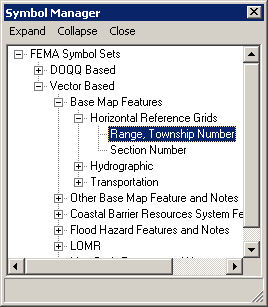 Symbol Manager
Expand Collapse Close
FEMA Symbol Sets
DOQQ Based
Vector Based
Base Map Features
Horizontal Reference Grids
Range, Township Number
Section Number
Hydrographic
Transportation
Other Base Map Feature and Notes
Coastal Barrier Resources System Fe
Flood Hazard Features and Notes
LOMR